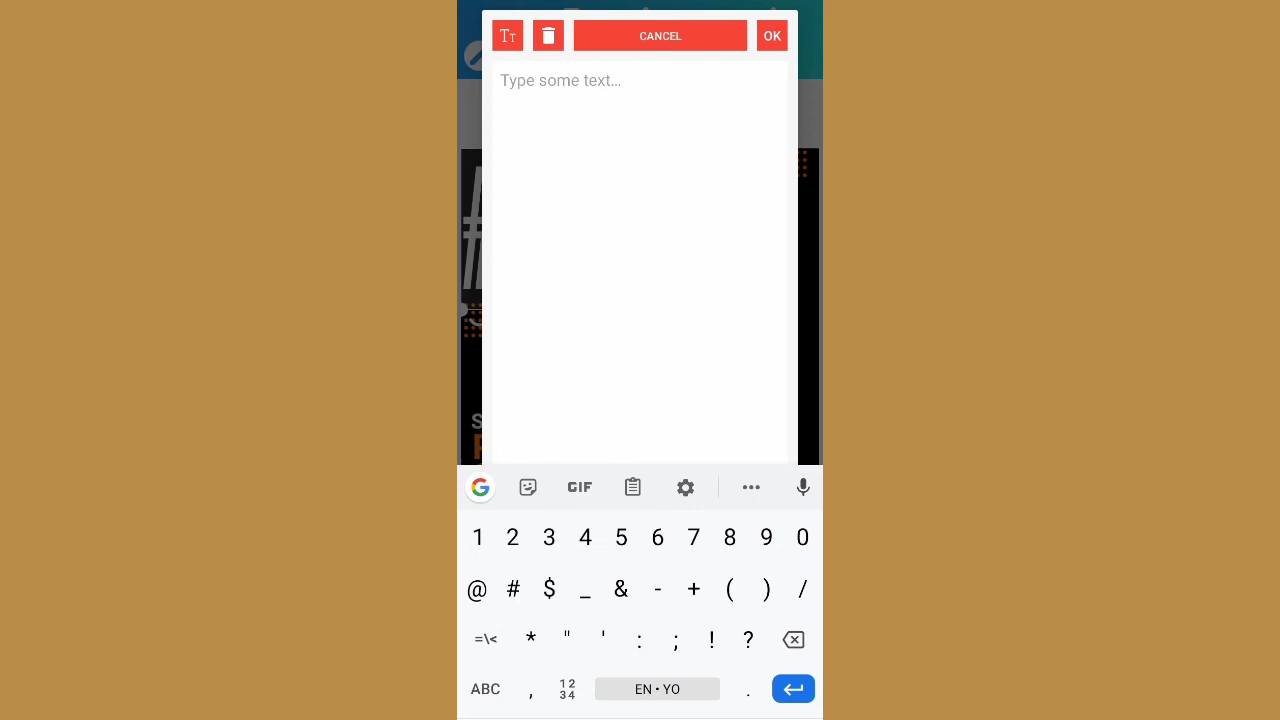 Tт CANCEL OK
Type some text...
#
S
G GIF
1 2 3 4 5 6 7 8 9 0
@ # $ _ & - + ( ) /
=\< * " ' : ; ! ?
ABC , 12 34 EN • YO .